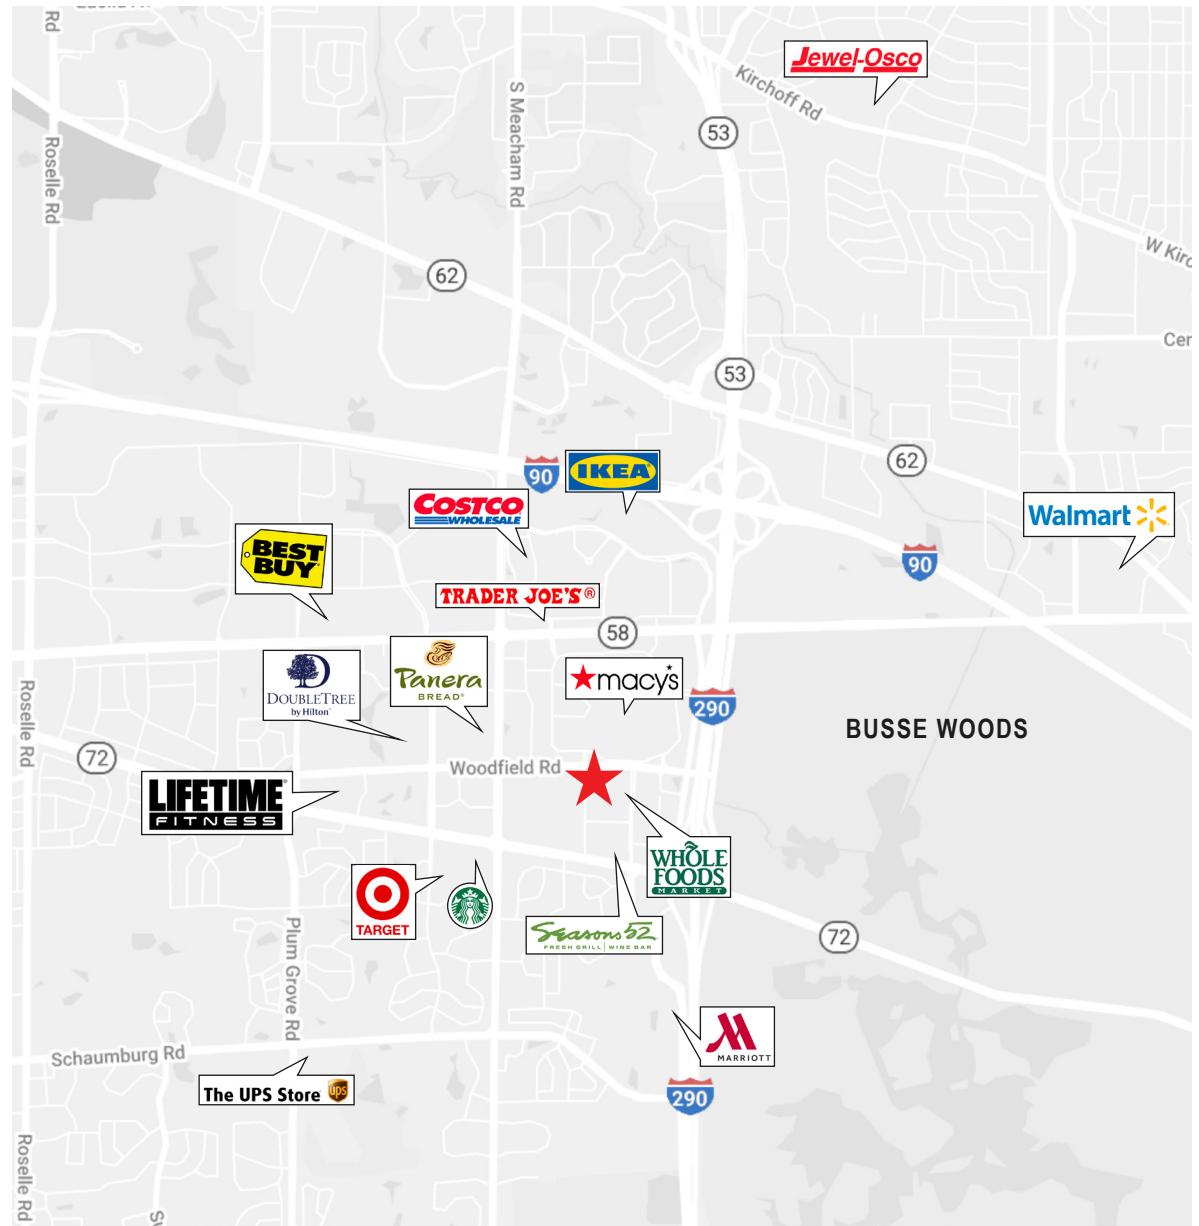 Rd
Jewel-Osco
Kirchoff Rd
S Meacham Rd
53
Roselle Rd
W Kirc
62
Cer
53
62
90
IKEA
COSTCO
WHOLESALE
Walmart
BEST
BUY
90
TRADER JOE'S®
58
Panera
BREAD®
DOUBLETREE
by Hilton
macy's
Roselle Rd
290
BUSSE WOODS
72
Woodfield Rd
LIFETIME
FITNESS
WHOLE
FOODS
MARKET
TARGET
Seasons 52
FRESH GRILL | WINE BAR
72
Plum Grove Rd
MARRIOTT
Schaumburg Rd
The UPS Store
ups
290
Roselle Rd